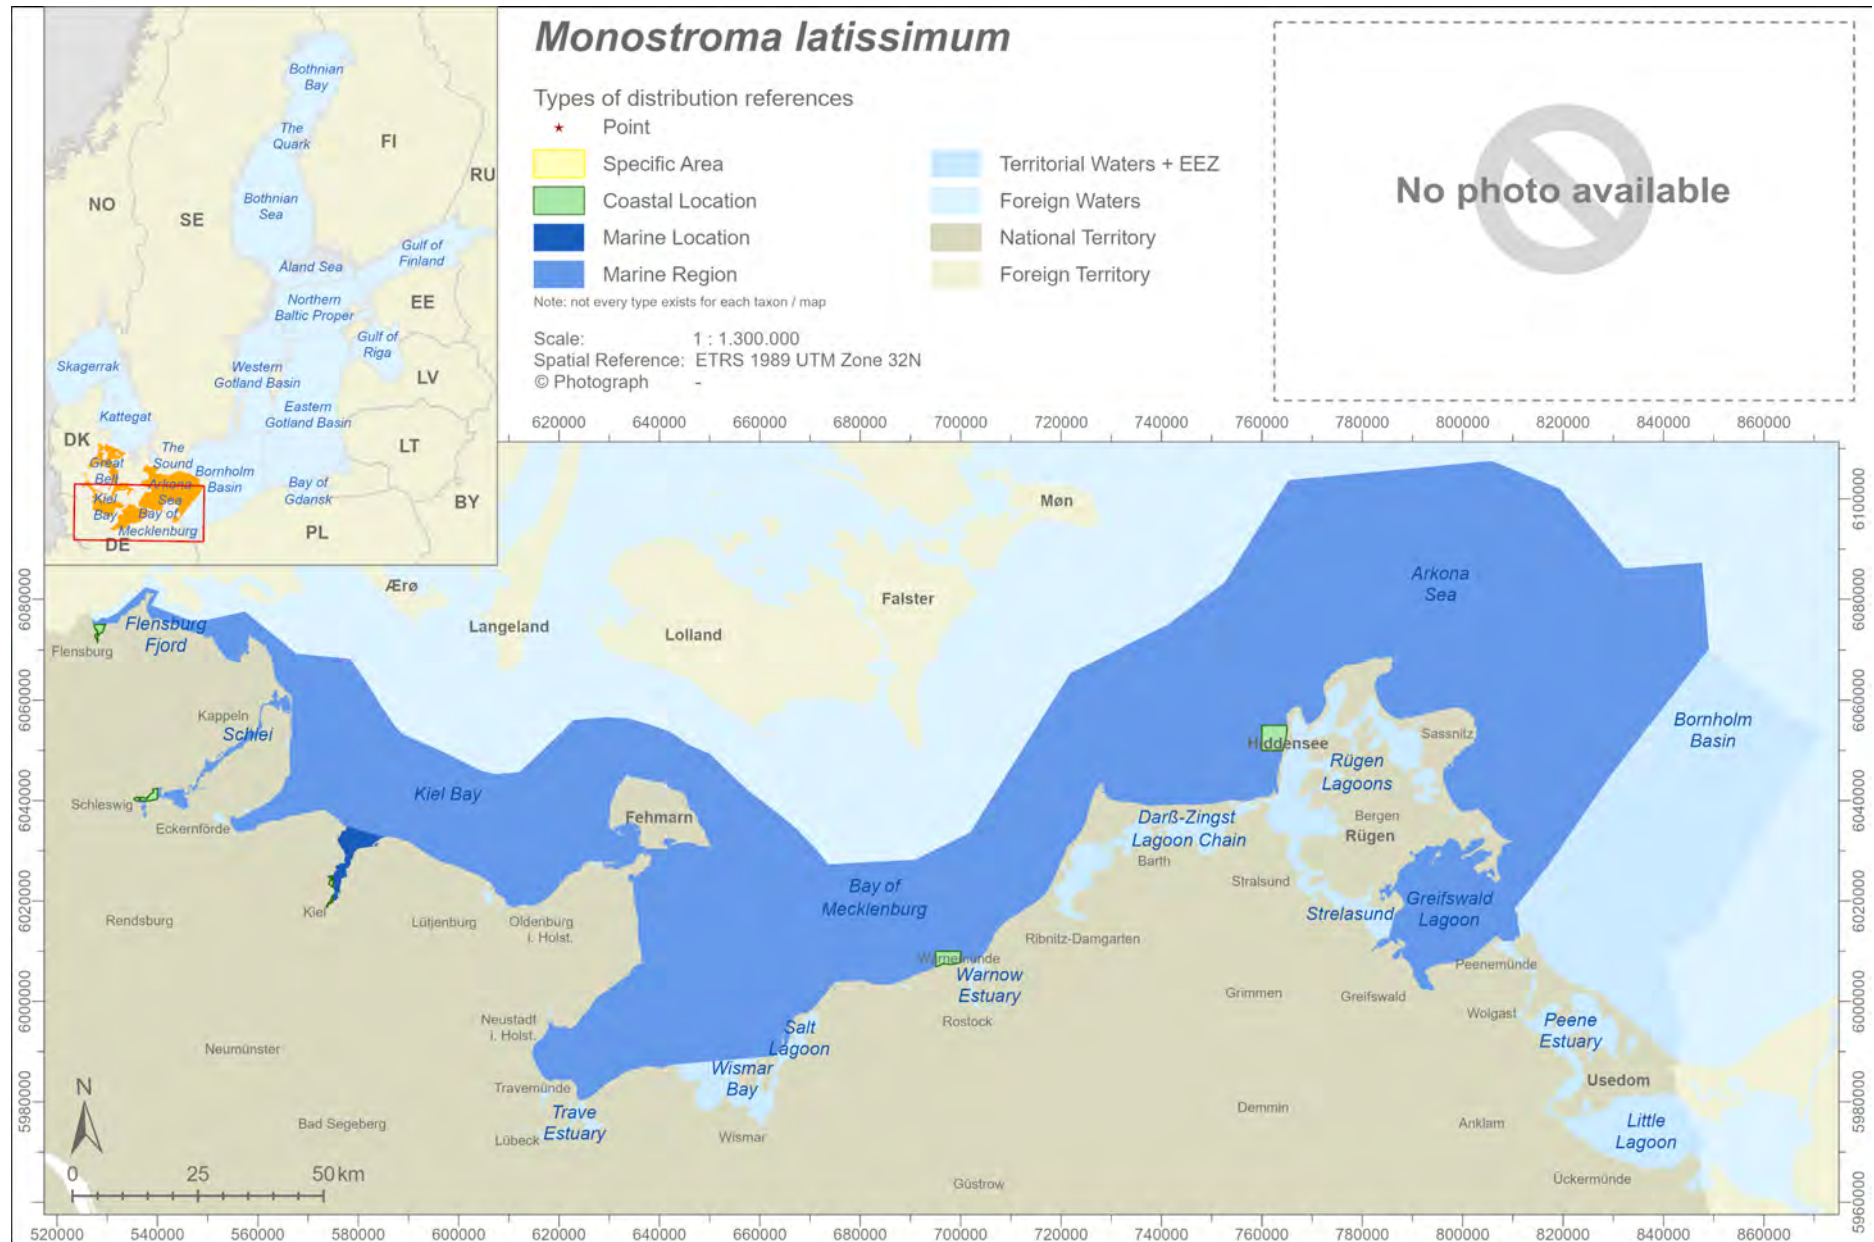 Monostroma latissimum
Types of distribution references
Point
Specific Area
Coastal Location
Marine Location
Marine Region
Territorial Waters + EEZ
Foreign Waters
National Territory
Foreign Territory
Note: not every type exists for each taxon / map
Scale: 1 : 1.300.000
Spatial Reference: ETRS 1989 UTM Zone 32N
© Photograph -
No photo available
Bothnian
Bay
The
Quark
FI
RU
NO
SE
Bothnian
Sea
Gulf of
Finland
Åland Sea
Northern
Baltic Proper
EE
Gulf of
Riga
Skagerrak
Western
Gotland Basin
LV
Kattegat
Eastern
Gotland Basin
DK
The
Sound
LT
Great
Belt
Bornholm
Basin
Arkona
Sea
Bay of
Gdansk
Kiel
Bay
Bay of
Mecklenburg
BY
PL
DE
620000 640000 660000 680000 700000 720000 740000 760000 780000 800000 820000 840000 860000
6100000
6080000
6060000
6040000
6020000
6000000
5980000
5960000
6080000
6060000
6040000
6020000
6000000
5980000
5960000
Møn
Ærø
Langeland
Lolland
Falster
Arkona
Sea
Flensburg
Fjord
Flensburg
Kappeln
Schlei
Bornholm
Basin
Hiddensee
Sassnitz
Rügen
Lagoons
Kiel Bay
Schleswig
Eckernförde
Fehmarn
Darß-Zingst
Lagoon Chain
Bergen
Rügen
Barth
Stralsund
Bay of
Mecklenburg
Greifswald
Lagoon
Strelasund
Kiel
Rendsburg
Lütjenburg
Oldenburg
i. Holst.
Ribnitz-Damgarten
Warnemünde
Warnow
Estuary
Peenemünde
Grimmen
Greifswald
Wolgast
Neustadt
i. Holst.
Salt
Lagoon
Rostock
Peene
Estuary
Neumünster
Wismar
Bay
Usedom
Travemünde
Trave
Estuary
Bad Segeberg
Lübeck
Wismar
Demmin
Anklam
Little
Lagoon
Güstrow
Ückermünde
N
0 25 50 km
520000 540000 560000 580000 600000 620000 640000 660000 680000 700000 720000 740000 760000 780000 800000 820000 840000 860000